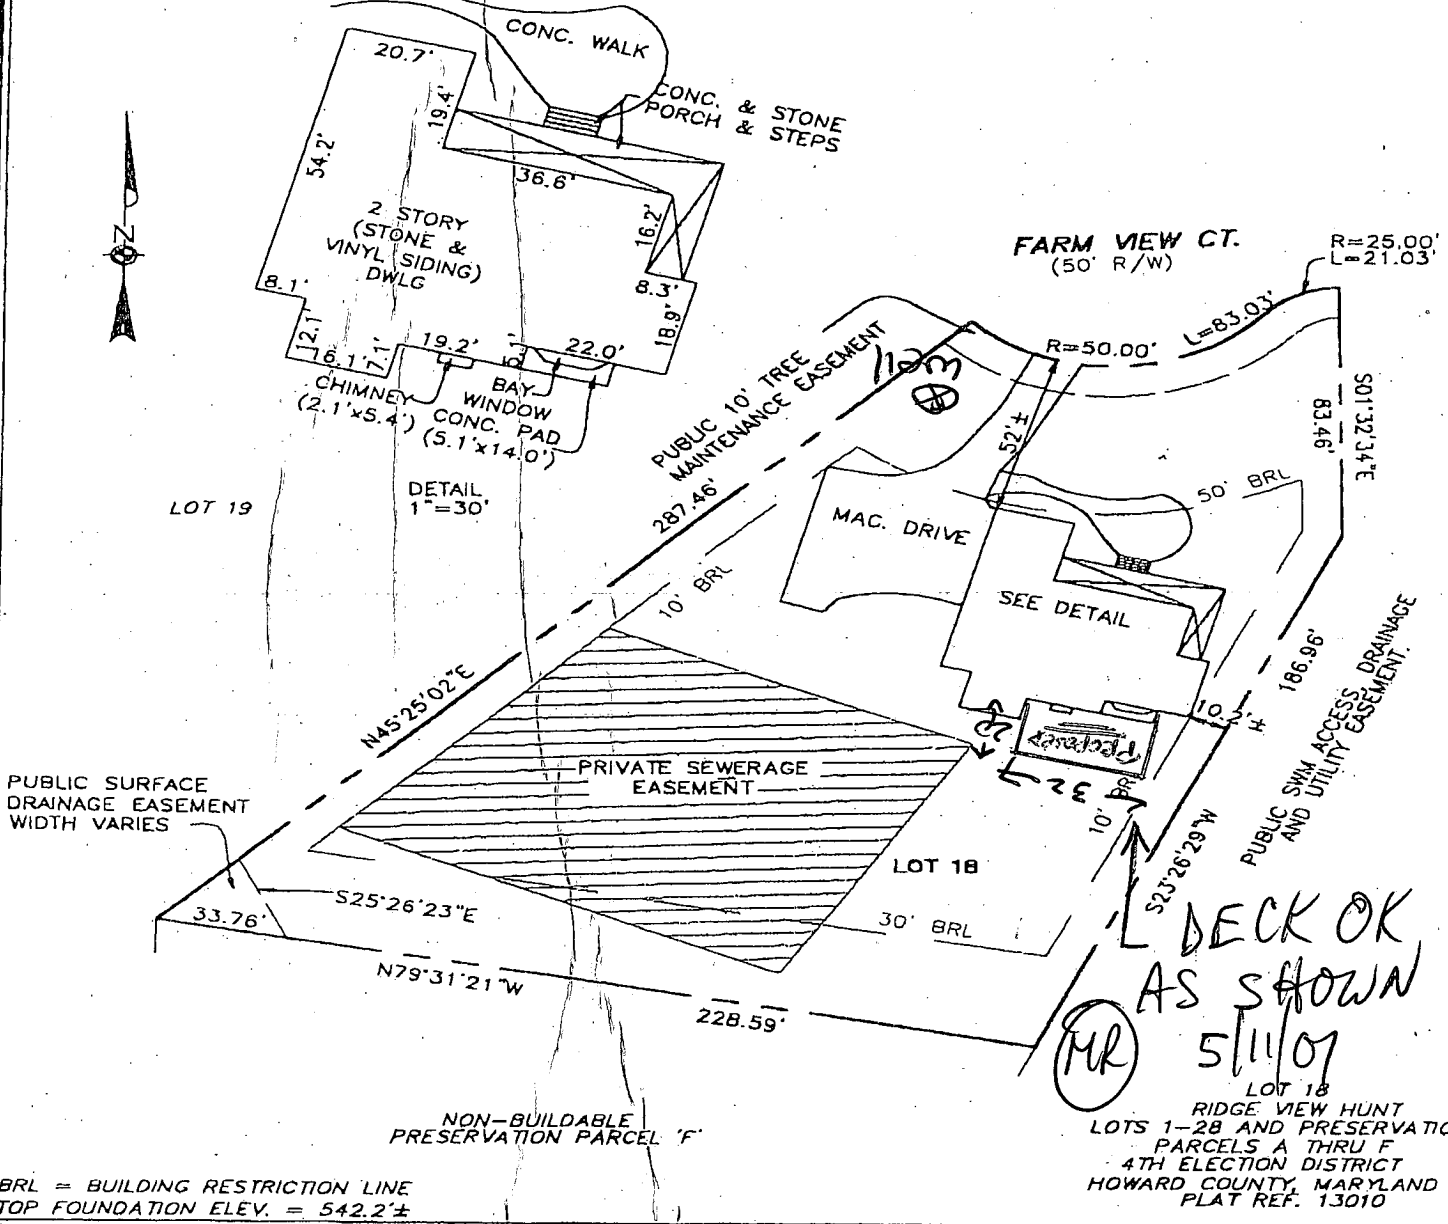 CONC. WALK
20.7'
19.4'
CONC. & STONE
PORCH & STEPS
54.2'
36.6'
2 STORY
(STONE &
VINYL SIDING)
DWLG
16.2'
8.1'
8.3'
12.1'
18.9'
16.1'
7.1'
19.2'
5.1'
22.0'
CHIMNEY
(2.1'x5.4')
BAY
WINDOW
CONC. PAD
(5.1'x14.0')
DETAIL
1"=30'
LOT 19
N
FARM VIEW CT.
(50' R/W)
R=25.00'
L=21.03'
L=83.03'
R=50.00'
PUBLIC 10' TREE
MAINTENANCE EASEMENT
1123
52'±
S01°32'34"E
83.46'
50' BRL
287.46'
MAC. DRIVE
10' BRL
SEE DETAIL
186.96'
PUBLIC SWM ACCESS, DRAINAGE
AND UTILITY EASEMENT.
N45°25'02"E
10.2'±
Proposed
32
10' BRL
PRIVATE SEWERAGE
EASEMENT
PUBLIC SURFACE
DRAINAGE EASEMENT
WIDTH VARIES
LOT 18
S23°26'29"W
S25°26'23"E
33.76'
30' BRL
N79°31'21"W
228.59'
DECK OK
AS SHOWN
MR
5/11/07
LOT 18
RIDGE VIEW HUNT
LOTS 1-28 AND PRESERVATIO
PARCELS A THRU F
4TH ELECTION DISTRICT
HOWARD COUNTY, MARYLAND
PLAT REF. 13010
NON-BUILDABLE
PRESERVATION PARCEL 'F'
BRL = BUILDING RESTRICTION LINE
TOP FOUNDATION ELEV. = 542.2'±